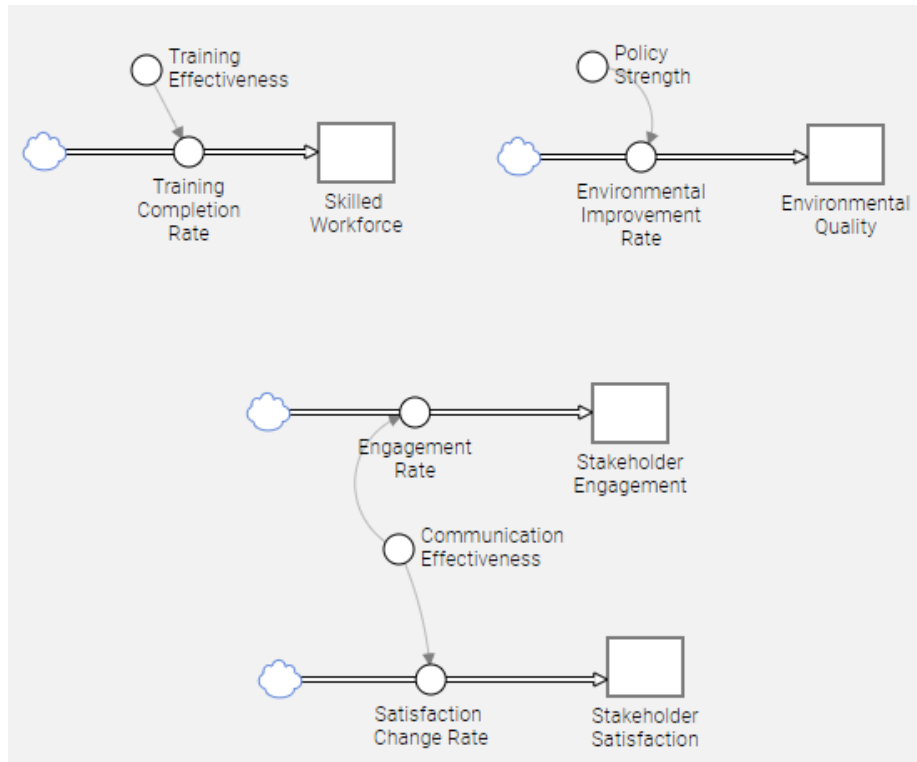 Training
Effectiveness
Policy
Strength
Training
Completion
Rate
Skilled
Workforce
Environmental
Improvement
Rate
Environmental
Quality
Engagement
Rate
Stakeholder
Engagement
Communication
Effectiveness
Satisfaction
Change Rate
Stakeholder
Satisfaction